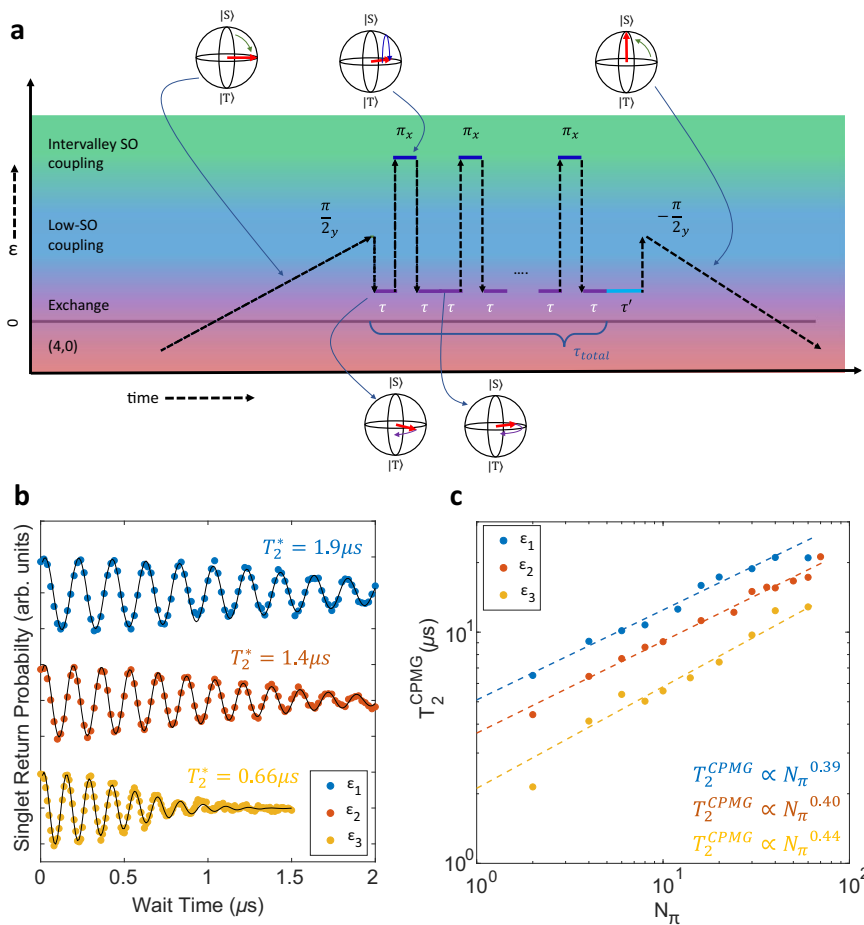 a
|S⟩
|S⟩
|S⟩
|T⟩
|T⟩
|T⟩
Intervalley SO
coupling
π_x
π_x
π_x
ε
Low-SO
coupling
π/2 y
−π/2 y
Exchange
....
τ
τ
τ
τ
τ
τ
τ′
0
(4,0)
τ_total
time
|S⟩
|S⟩
|T⟩
|T⟩
b
Singlet Return Probabilty (arb. units)
T_2^* = 1.9μs
T_2^* = 1.4μs
T_2^* = 0.66μs
ε_1
ε_2
ε_3
0
0.5
1
1.5
2
Wait Time (μs)
c
T_2^CPMG (μs)
ε_1
ε_2
ε_3
10^1
10^0
T_2^CPMG ∝ N_π^0.39
T_2^CPMG ∝ N_π^0.40
T_2^CPMG ∝ N_π^0.44
10^0
10^1
10^2
N_π